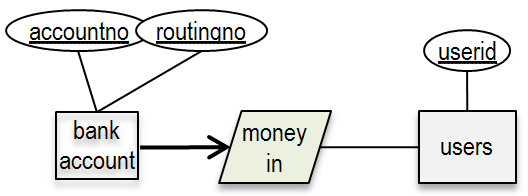 accountno routingno
userid
bank
account
money
in
users